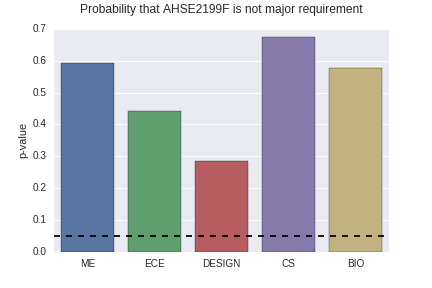 Probability that AHSE2199F is not major requirement
0.7
0.6
0.5
0.4
0.3
0.2
0.1
0.0
p-value
ME ECE DESIGN CS BIO